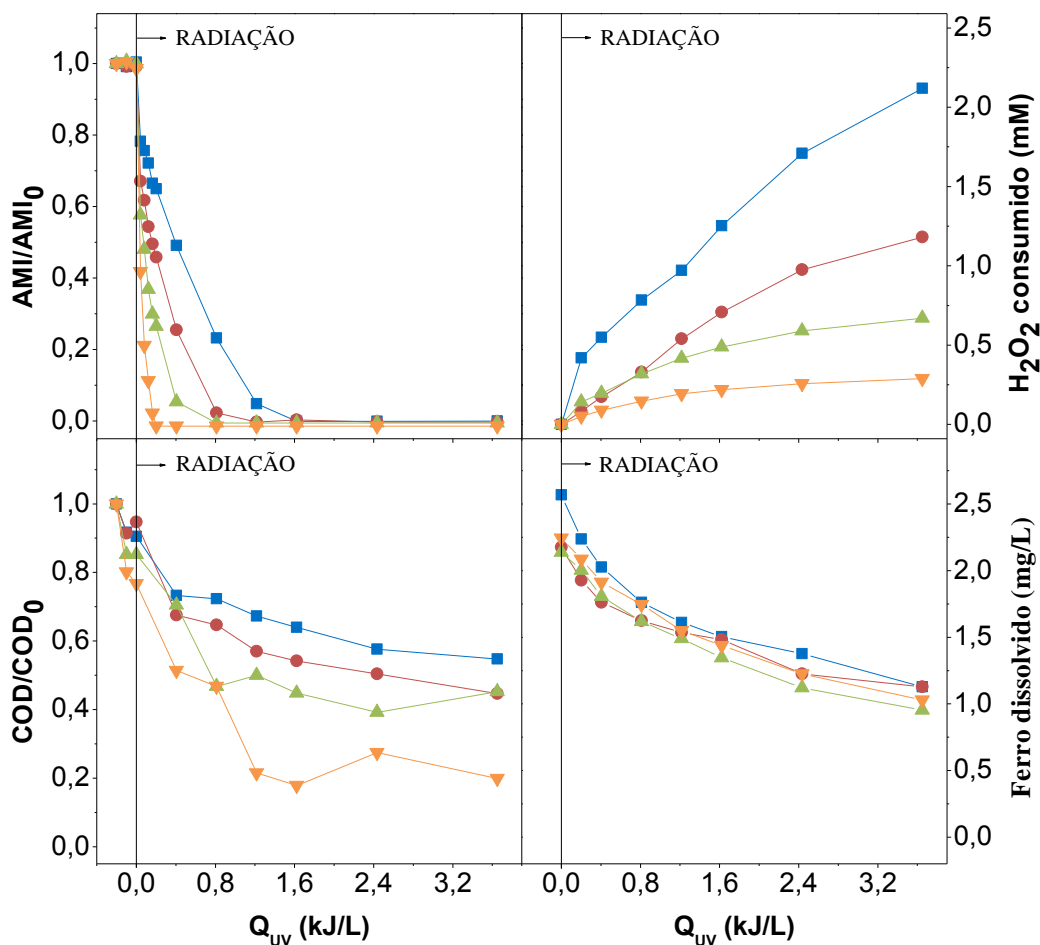 RADIAÇÃO
1,0
0,8
0,6
0,4
0,2
0,0
AMI/AMI0
RADIAÇÃO
2,5
2,0
1,5
1,0
0,5
0,0
H2O2 consumido (mM)
RADIAÇÃO
1,0
0,8
0,6
0,4
0,2
0,0
COD/COD0
RADIAÇÃO
2,5
2,0
1,5
1,0
0,5
0,0
Ferro dissolvido (mg/L)
0,0 0,8 1,6 2,4 3,2
QUV (kJ/L)
0,0 0,8 1,6 2,4 3,2
QUV (kJ/L)